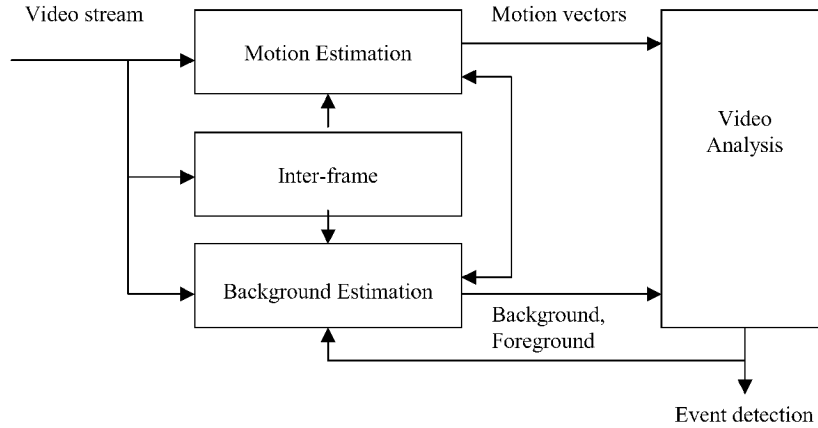 Video stream
Motion vectors
Motion Estimation
Video
Analysis
Inter-frame
Background Estimation
Background,
Foreground
Event detection